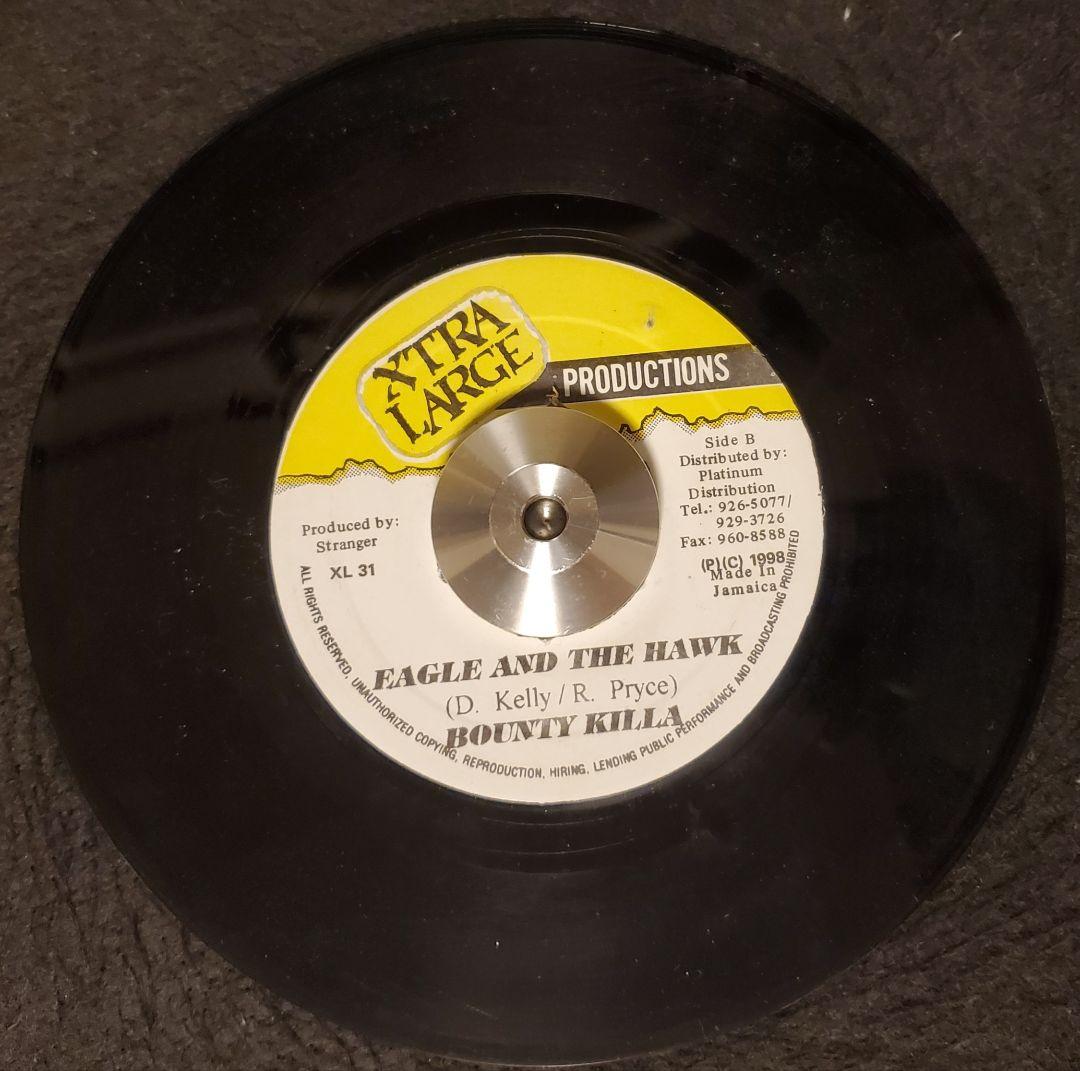 XTRA
LARGE
PRODUCTIONS
Side B
Distributed by:
Platinum
Distribution
Tel.: 926-5077/
929-3726
Fax: 960-8588
(P)(C) 1998
Made In
Jamaica
Produced by:
Stranger
XL 31
EAGLE AND THE HAWK
(D. Kelly / R. Pryce)
BOUNTY KILLA
ALL RIGHTS RESERVED. UNAUTHORIZED COPYING, REPRODUCTION, HIRING, LENDING PUBLIC PERFORMANCE AND BROADCASTING PROHIBITED